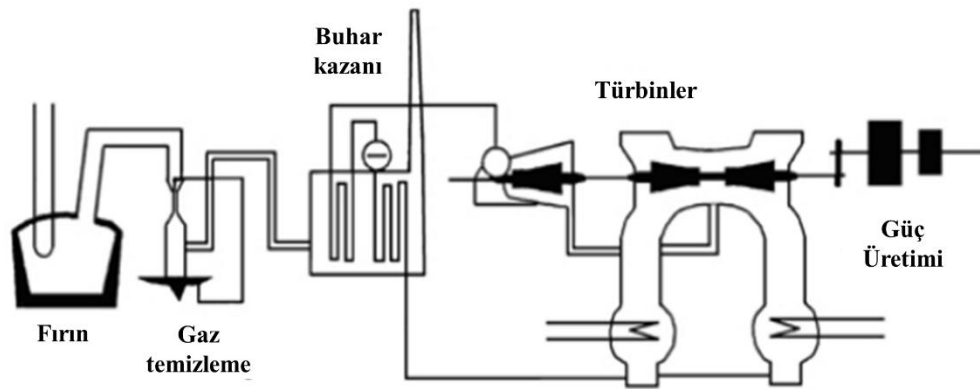 Buhar
kazanı
Türbinler
Güç
Üretimi
Fırın
Gaz
temizleme